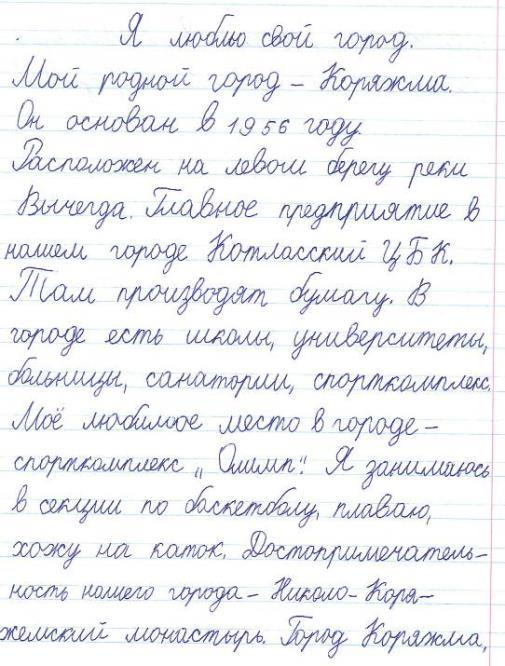 Я люблю свой город.
Мой родной город – Коряжма.
Он основан в 1956 году.
Расположен на левом берегу реки
Вычегда. Главное предприятие в
нашем городе Котласский ЦБК.
Там производят бумагу. В
городе есть школы, университеты,
больницы, санатории, спорткомплекс.
Моё любимое место в городе –
спорткомплекс „Олимп". Я занимаюсь
в секции по баскетболу, плаваю,
хожу на каток. Достопримечатель-
ность нашего города – Николо-Коря-
жемский монастырь. Город Коряжма,